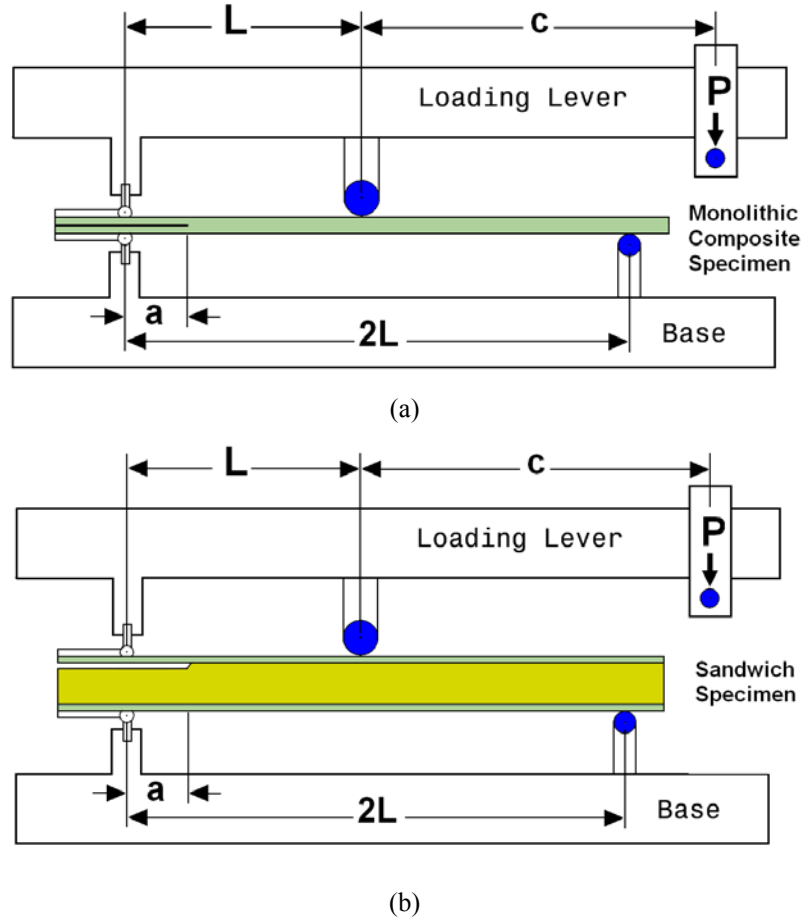 L
c
Loading Lever
P
Monolithic
Composite
Specimen
a
2L
Base
(a)
L
c
Loading Lever
P
Sandwich
Specimen
a
2L
Base
(b)